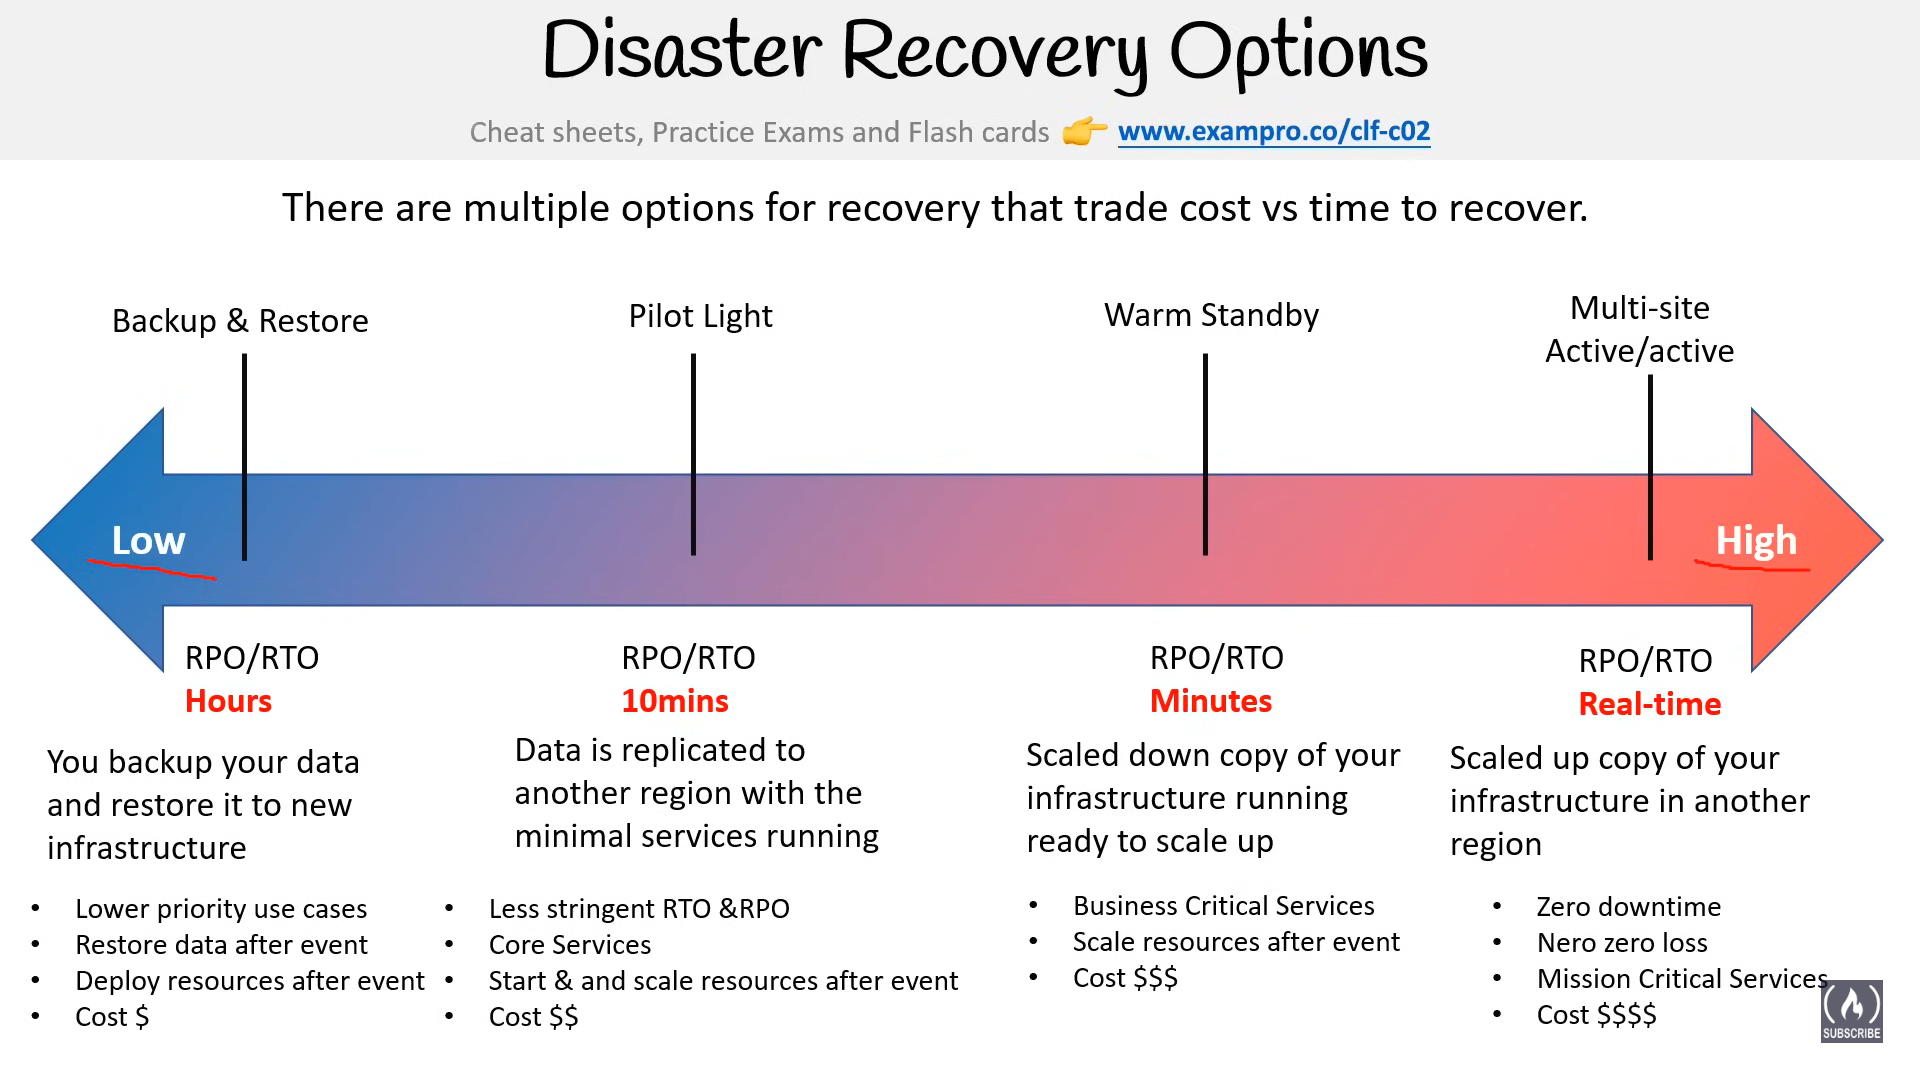 Disaster Recovery Options
Cheat sheets, Practice Exams and Flash cards 👉 www.exampro.co/clf-c02
There are multiple options for recovery that trade cost vs time to recover.
Backup & Restore
Pilot Light
Warm Standby
Multi-site
Active/active
Low
High
RPO/RTO
Hours
You backup your data
and restore it to new
infrastructure
• Lower priority use cases
• Restore data after event
• Deploy resources after event
• Cost $
RPO/RTO
10mins
Data is replicated to
another region with the
minimal services running
• Less stringent RTO &RPO
• Core Services
• Start & and scale resources after event
• Cost $$
RPO/RTO
Minutes
Scaled down copy of your
infrastructure running
ready to scale up
• Business Critical Services
• Scale resources after event
• Cost $$$
RPO/RTO
Real-time
Scaled up copy of your
infrastructure in another
region
• Zero downtime
• Nero zero loss
• Mission Critical Services
• Cost $$$$
SUBSCRIBE